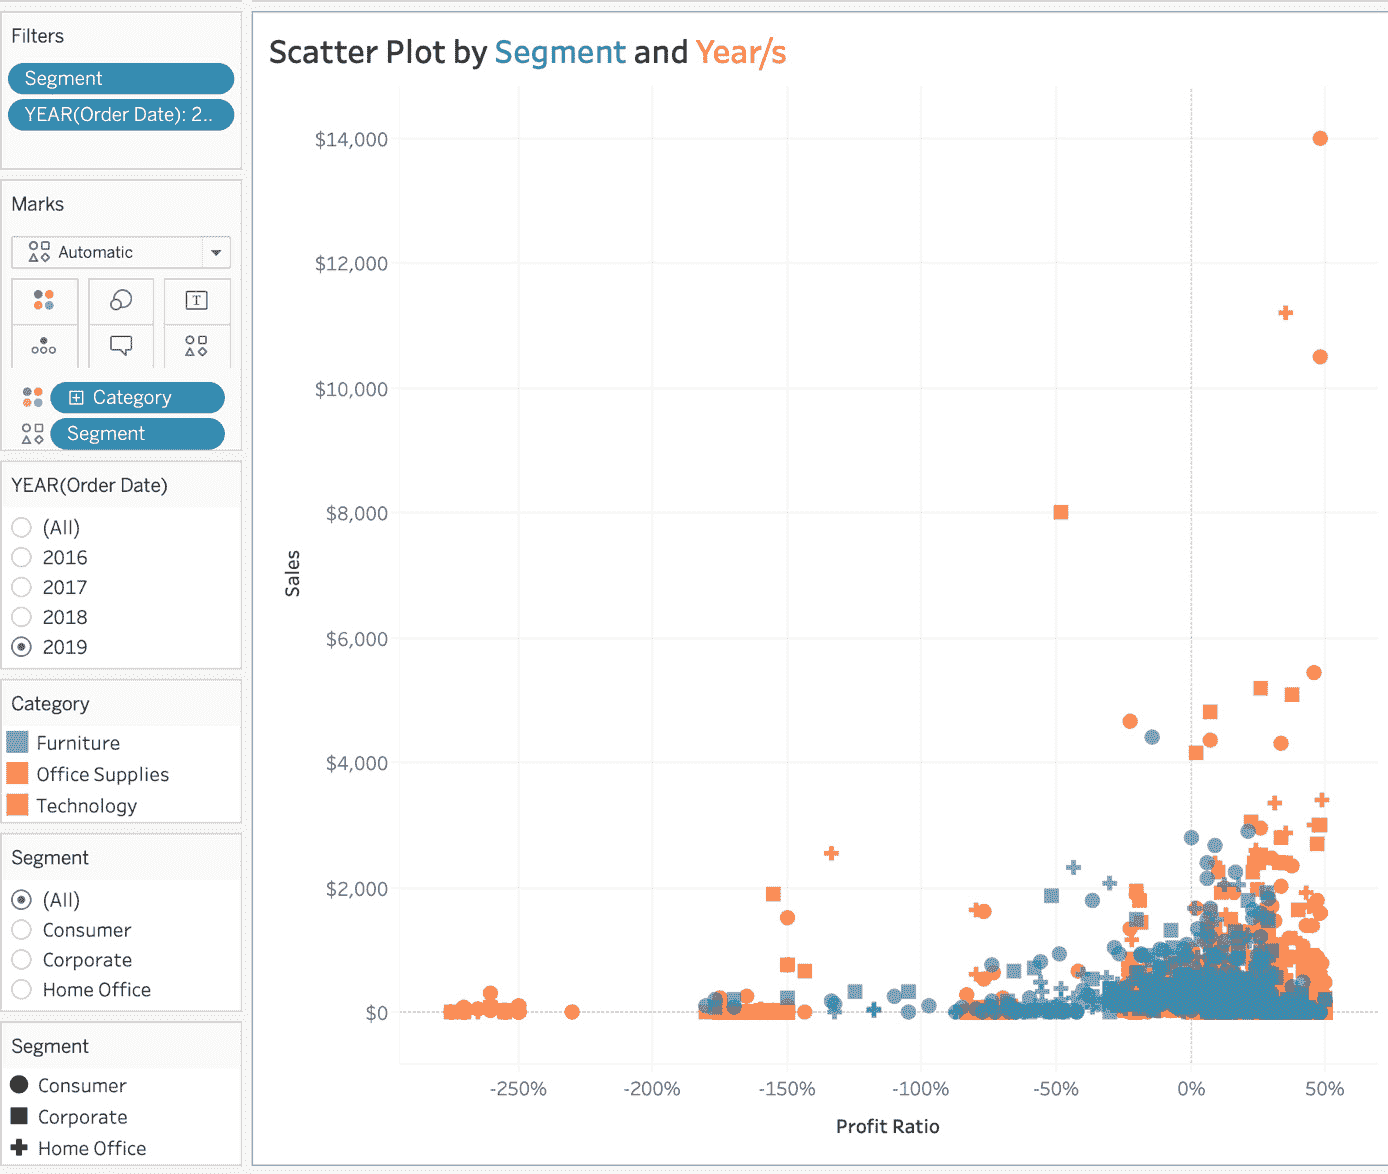 Filters
Segment
YEAR(Order Date): 2..
Marks
Automatic
T
Category
Segment
YEAR(Order Date)
(All)
2016
2017
2018
2019
Category
Furniture
Office Supplies
Technology
Segment
(All)
Consumer
Corporate
Home Office
Segment
Consumer
Corporate
Home Office
Scatter Plot by Segment and Year/s
$14,000
$12,000
$10,000
$8,000
$6,000
$4,000
$2,000
$0
Sales
-250% -200% -150% -100% -50% 0% 50%
Profit Ratio